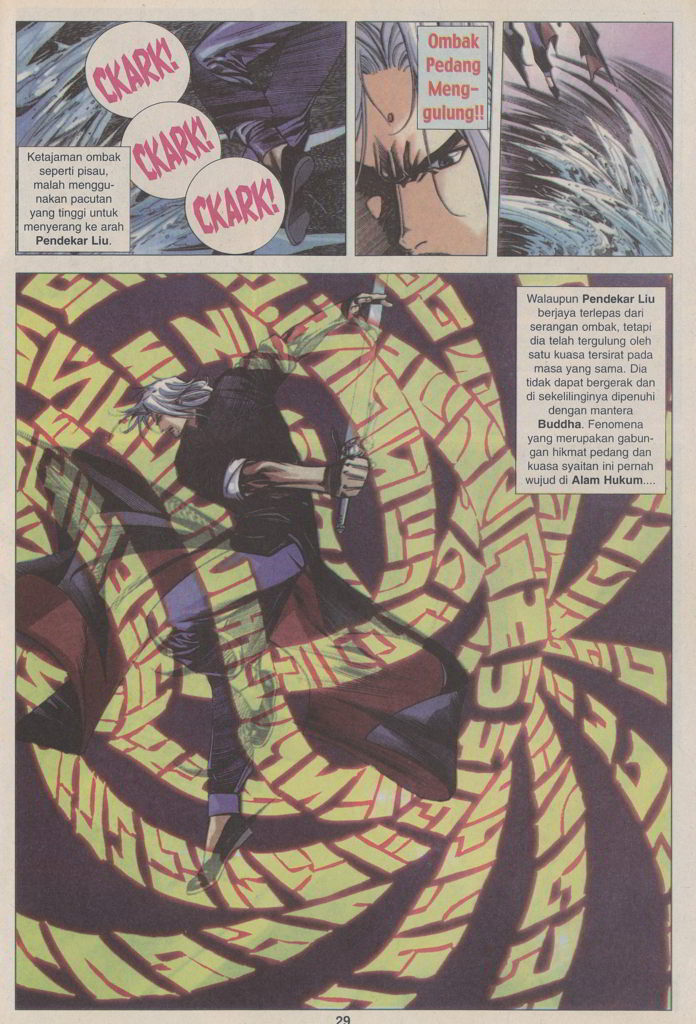 CKARK!
CKARK!
CKARK!
Ketajaman ombak
seperti pisau,
malah menggu-
nakan pacutan
yang tinggi untuk
menyerang ke arah
Pendekar Liu.
Ombak
Pedang
Meng-
gulung!!
Walaupun Pendekar Liu
berjaya terlepas dari
serangan ombak, tetapi
dia telah tergulung oleh
satu kuasa tersirat pada
masa yang sama. Dia
tidak dapat bergerak dan
di sekelilinginya dipenuhi
dengan mantera
Buddha. Fenomena
yang merupakan gabun-
gan hikmat pedang dan
kuasa syaitan ini pernah
wujud di Alam Hukum....
29